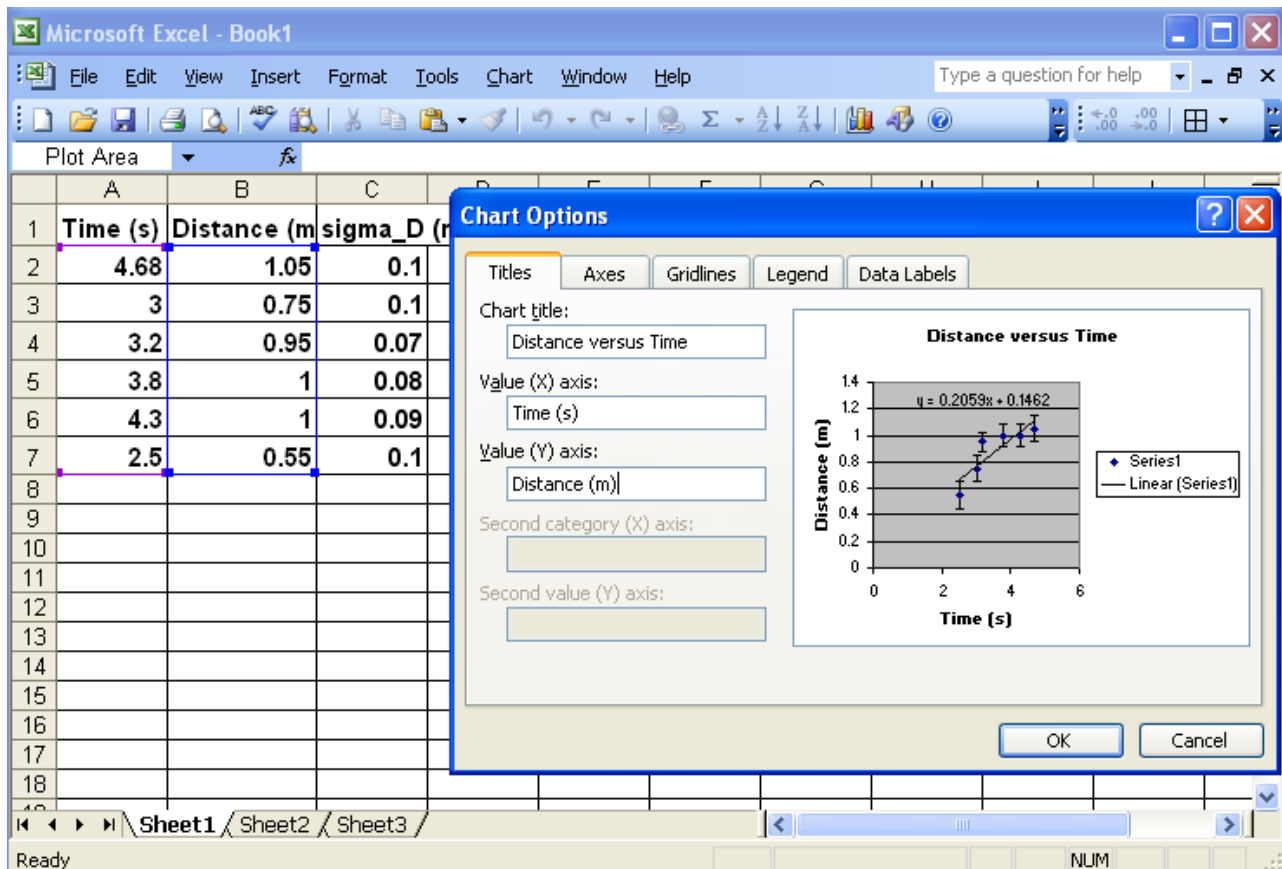 Microsoft Excel - Book1
File Edit View Insert Format Tools Chart Window Help
Type a question for help
Plot Area fx
A B C
1 Time (s) Distance (m sigma_D (
2 4.68 1.05 0.1
3 3 0.75 0.1
4 3.2 0.95 0.07
5 3.8 1 0.08
6 4.3 1 0.09
7 2.5 0.55 0.1
8
9
10
11
12
13
14
15
16
17
18
Chart Options
Titles Axes Gridlines Legend Data Labels
Chart title:
Distance versus Time
Value (X) axis:
Time (s)
Value (Y) axis:
Distance (m)
Second category (X) axis:
Second value (Y) axis:
Distance versus Time
1.4
1.2
1
0.8
0.6
0.4
0.2
0
y = 0.2059x + 0.1462
Distance (m)
0 2 4 6
Time (s)
Series1
Linear (Series1)
OK Cancel
Sheet1 Sheet2 Sheet3
Ready NUM